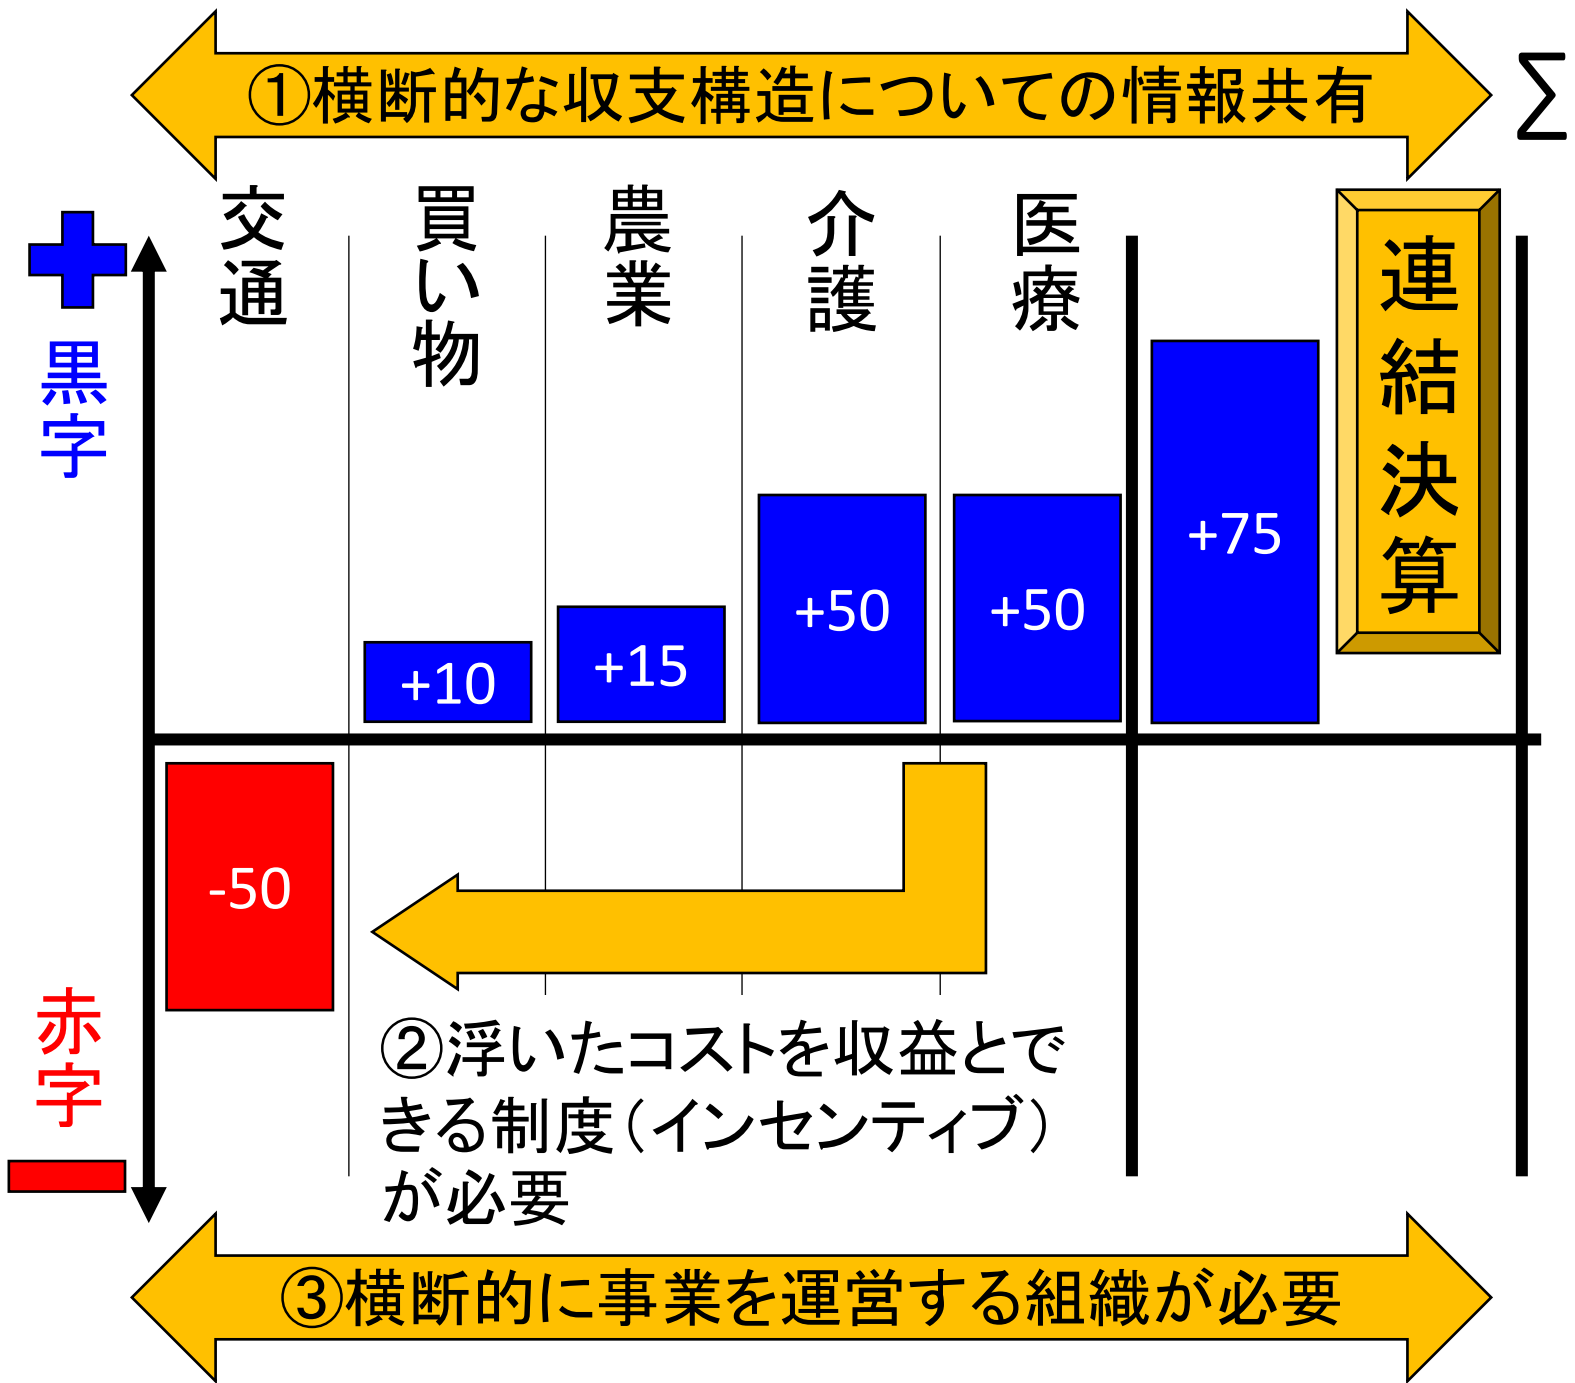 ①横断的な収支構造についての情報共有
∑
交通
買い物
農業
介護
医療
連結決算
黒字
+75
+50
+50
+15
+10
-50
赤字
②浮いたコストを収益とで
きる制度（インセンティブ）
が必要
③横断的に事業を運営する組織が必要